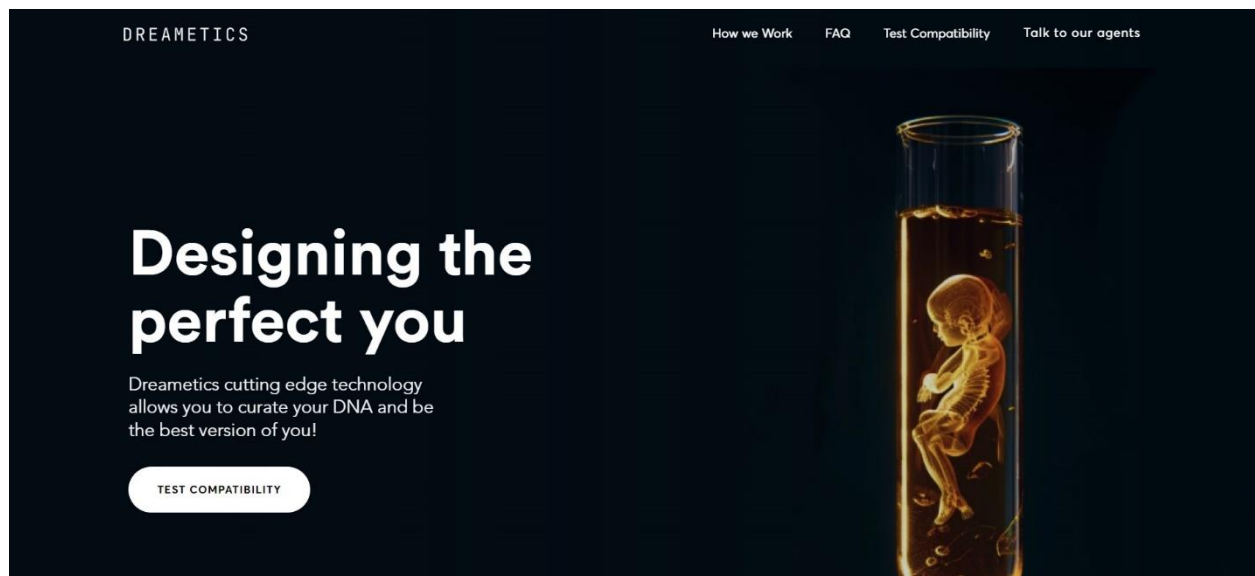 DREAMETICS
How we Work
FAQ
Test Compatibility
Talk to our agents
Designing the
perfect you
Dreametics cutting edge technology
allows you to curate your DNA and be
the best version of you!
TEST COMPATIBILITY